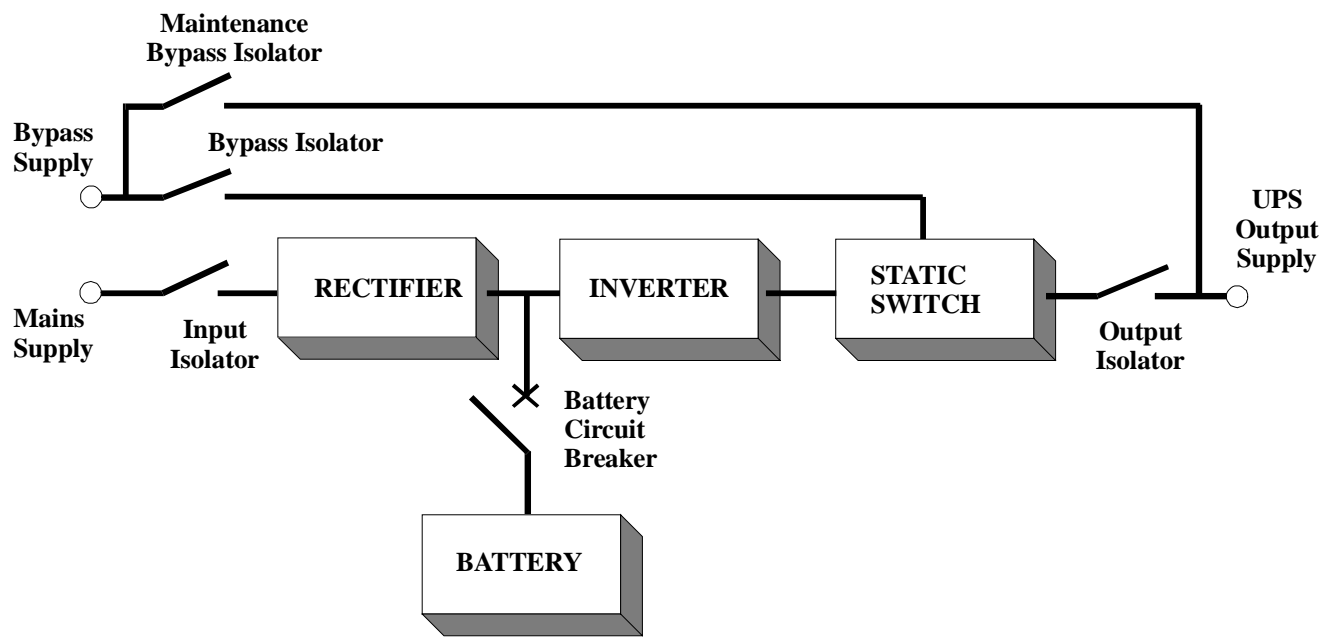 Maintenance
Bypass Isolator
Bypass
Supply
Bypass Isolator
UPS
Output
Supply
RECTIFIER
INVERTER
STATIC
SWITCH
Mains
Supply
Input
Isolator
Output
Isolator
Battery
Circuit
Breaker
BATTERY